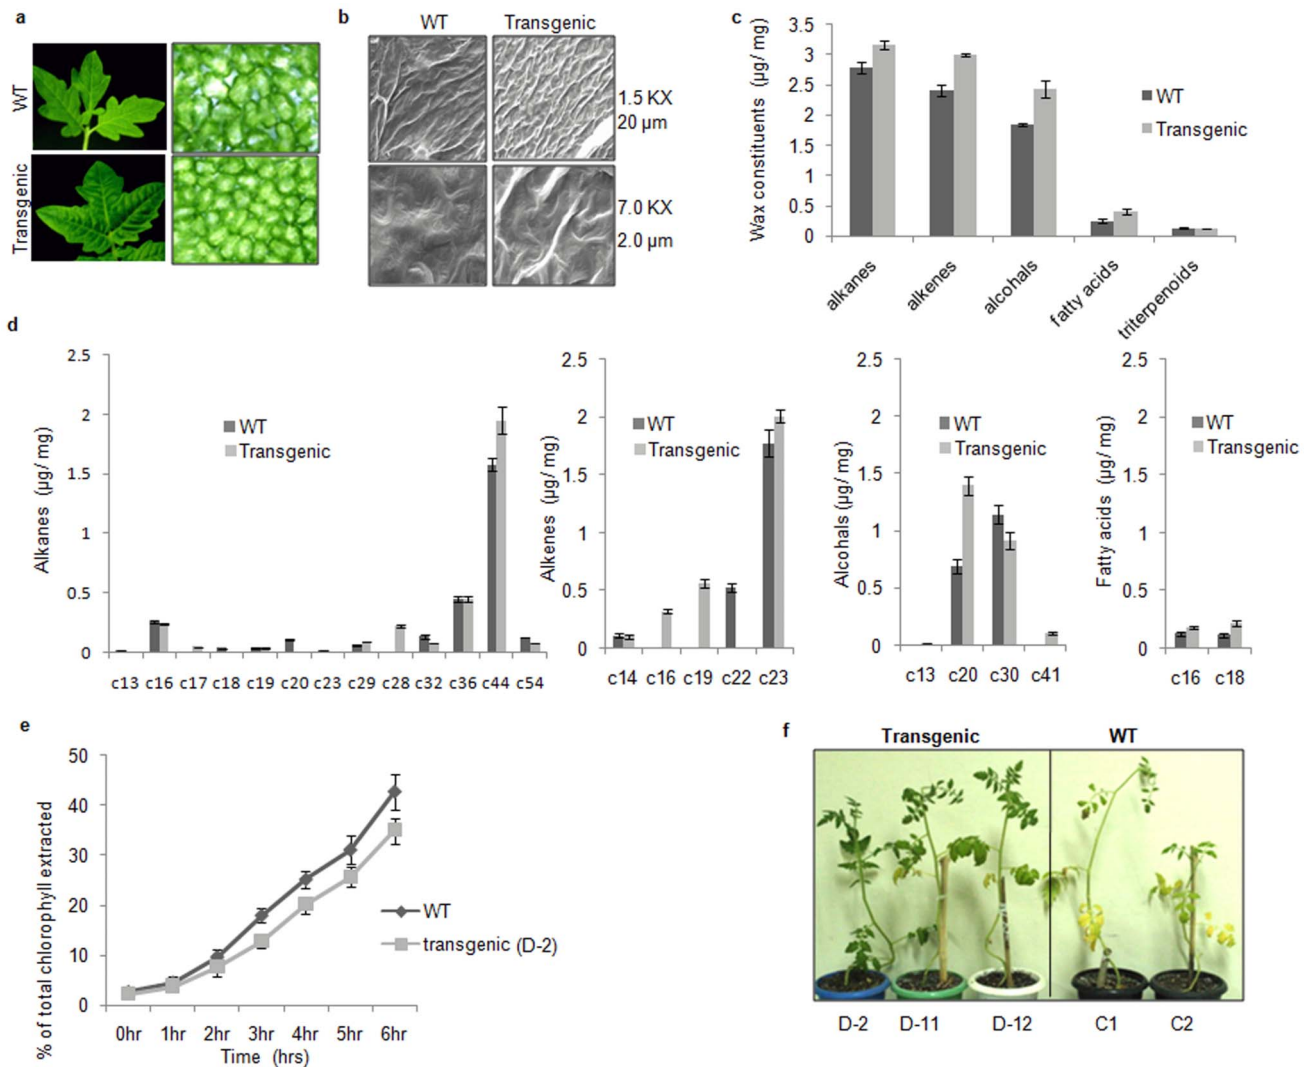 a
WT
Transgenic
b
WT Transgenic
1.5 KX
20 µm
7.0 KX
2.0 µm
c
Wax constituents (µg/ mg)
3.5
3
2.5
2
1.5
1
0.5
0
WT
Transgenic
alkanes alkenes alcohals fatty acids triterpenoids
d
Alkanes (µg/ mg)
2.5
2
1.5
1
0.5
0
WT
Transgenic
c13 c16 c17 c18 c19 c20 c23 c29 c28 c32 c36 c44 c54
Alkenes (µg/ mg)
2.5
2
1.5
1
0.5
0
WT
Transgenic
c14 c16 c19 c22 c23
Alcohals (µg/ mg)
2.5
2
1.5
1
0.5
0
WT
Transgenic
c13 c20 c30 c41
Fatty acids (µg/ mg)
2.5
2
1.5
1
0.5
0
WT
Transgenic
c16 c18
e
% of total chlorophyll extracted
50
40
30
20
10
0
WT
transgenic (D-2)
0hr 1hr 2hr 3hr 4hr 5hr 6hr
Time (hrs)
f
Transgenic WT
D-2 D-11 D-12 C1 C2